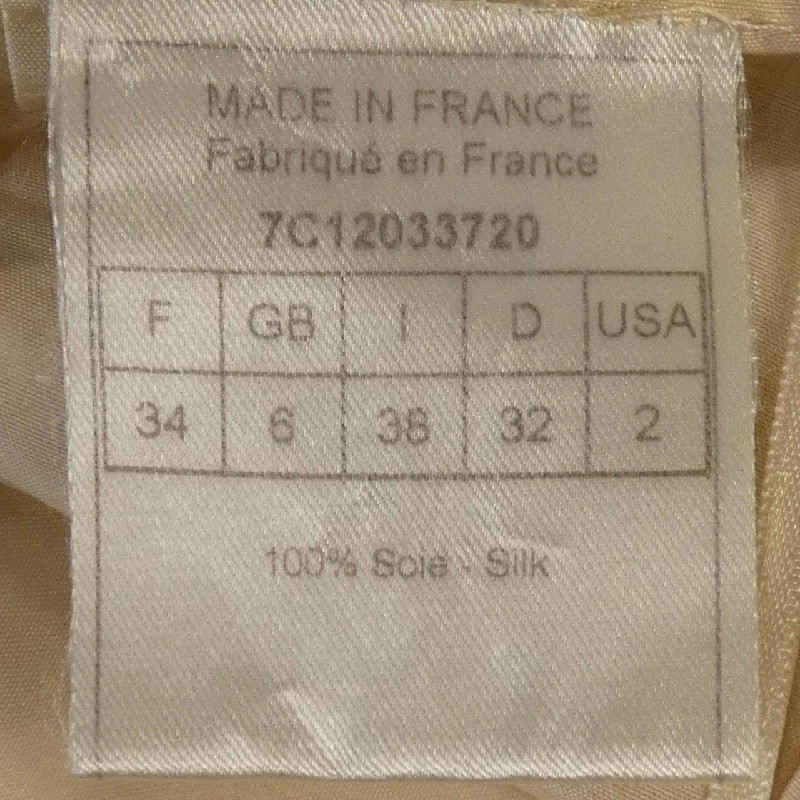 MADE IN FRANCE
Fabriqué en France
7C12033720
F GB I D USA
34 6 38 32 2
100% Soie - Silk